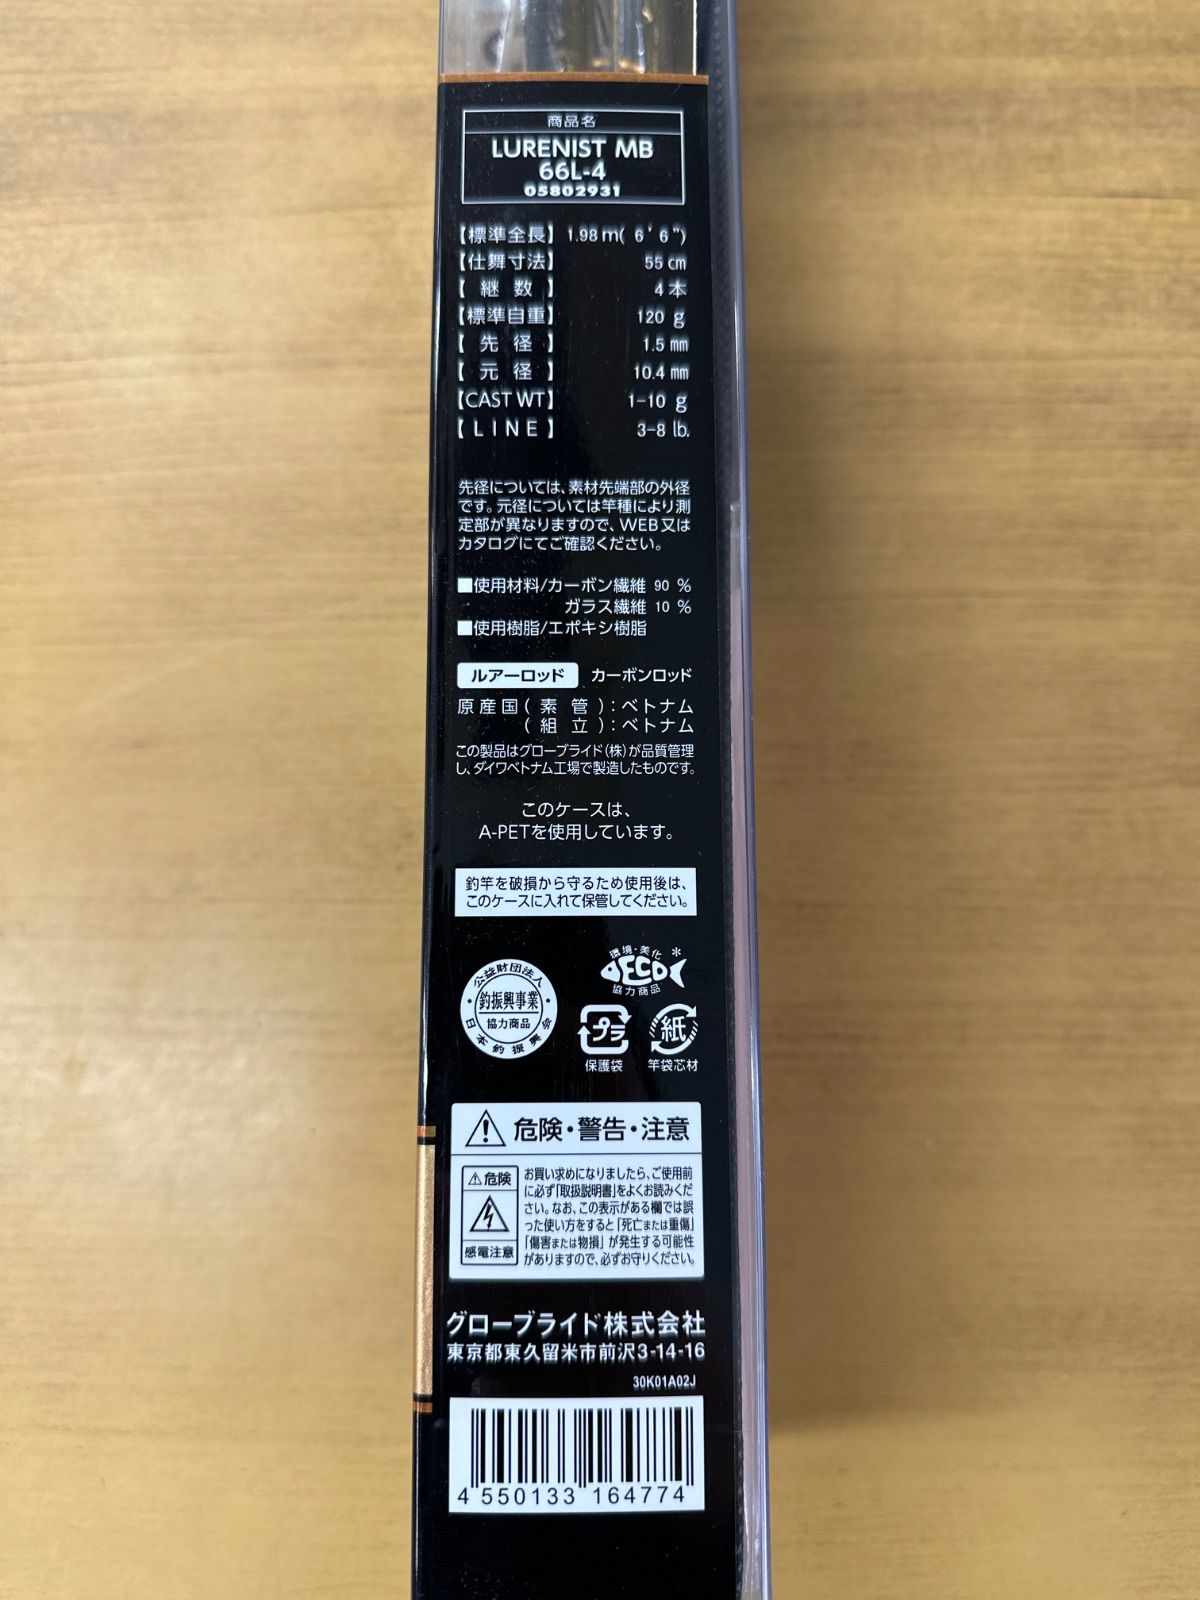 商品名
LURENIST MB
66L-4
05802931
【標準全長】 1.98 m( 6 ' 6 ")
【仕舞寸法】 55 cm
【 継 数 】 4 本
【標準自重】 120 g
【 先 径 】 1.5 mm
【 元 径 】 10.4 mm
【CAST WT】 1-10 g
【 L I N E 】 3-8 lb.
先径については、素材先端部の外径
です。元径については竿種により測
定部が異なりますので、WEB又は
カタログにてご確認ください。
■使用材料/カーボン繊維 90 %
ガラス繊維 10 %
■使用樹脂/エポキシ樹脂
ルアーロッド カーボンロッド
原産国( 素 管 ):ベトナム
( 組 立 ):ベトナム
この製品はグローブライド(株)が品質管理
し、ダイワベトナム工場で製造したものです。
このケースは、
A-PETを使用しています。
釣竿を破損から守るため使用後は、
このケースに入れて保管してください。
環境・美化
ECO
協力商品
公益財団法人
釣振興事業
協力商品
日本釣振興会
プラ
保護袋
紙
竿袋芯材
危険・警告・注意
危険
感電注意
お買い求めになりましたら、ご使用前
に必ず「取扱説明書」をよくお読みくだ
さい。なお、この表示がある欄では誤
った使い方をすると「死亡または重傷」
「傷害または物損」が発生する可能性
がありますので、必ずお守りください。
グローブライド株式会社
東京都東久留米市前沢3-14-16
30K01A02J
4 550133 164774